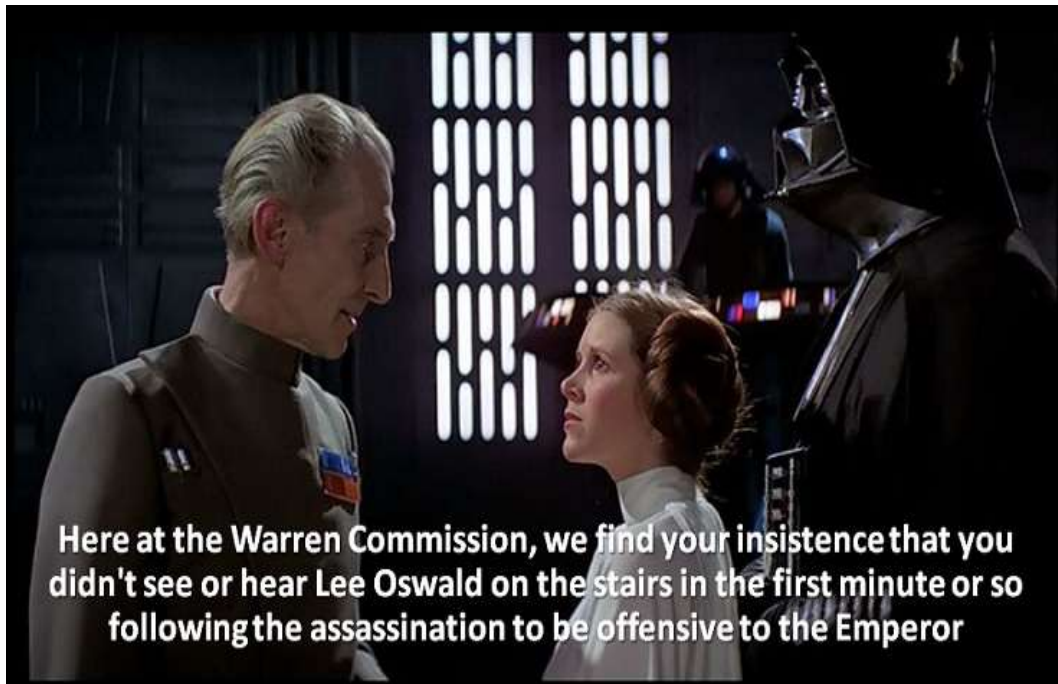 Here at the Warren Commission, we find your insistence that you
didn't see or hear Lee Oswald on the stairs in the first minute or so
following the assassination to be offensive to the Emperor